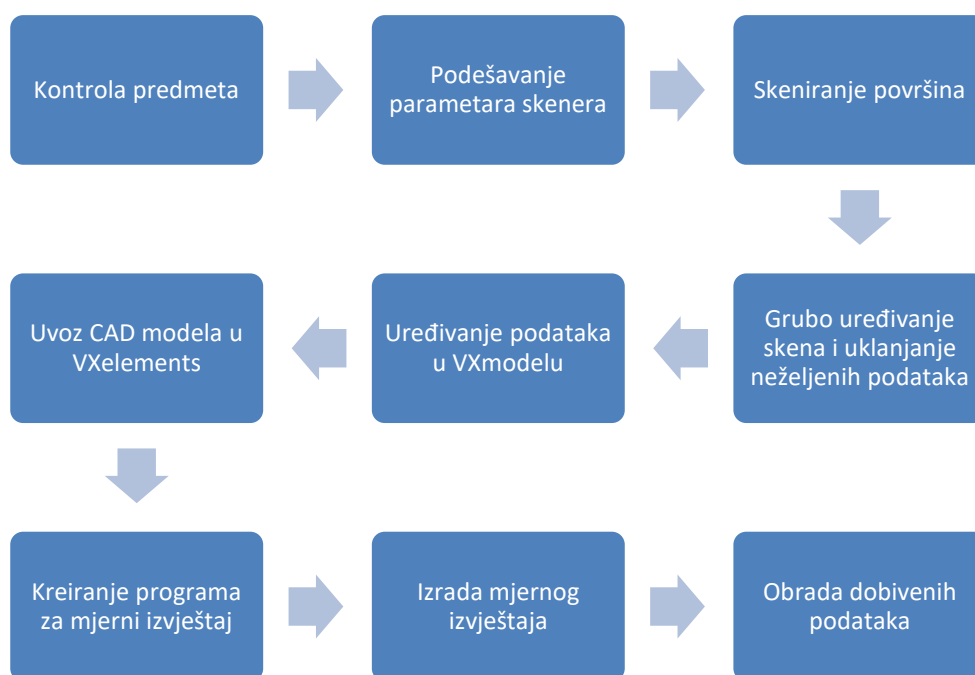 Kontrola predmeta
Podešavanje
parametara skenera
Skeniranje površina
Grubo uređivanje
skena i uklanjanje
neželjenih podataka
Uređivanje podataka
u VXmodelu
Uvoz CAD modela u
VXelements
Kreiranje programa
za mjerni izvještaj
Izrada mjernog
izvještaja
Obrada dobivenih
podataka